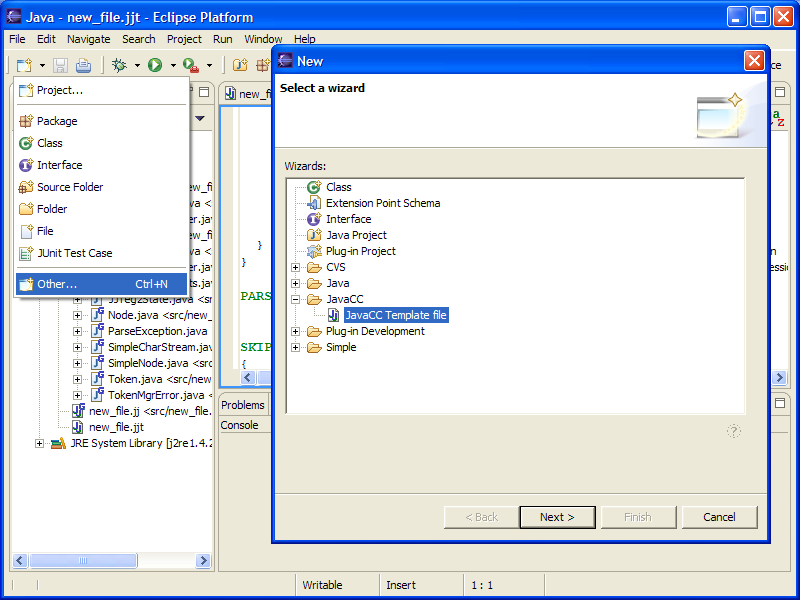 Java - new_file.jjt - Eclipse Platform
File Edit Navigate Search Project Run Window Help
Project...
Package
Class
Interface
Source Folder
Folder
File
JUnit Test Case
Other... Ctrl+N
JJTreeState.java <sr
Node.java <src/new_
ParseException.java
SimpleCharStream.jav
SimpleNode.java <src
Token.java <src/new_
TokenMgrError.java <
new_file.jj <src/new_file.
new_file.jjt
JRE System Library [j2re1.4.2
new_fi
}
}
PARS
SKIP
{
Problems
Console
New
Select a wizard
Wizards:
Class
Extension Point Schema
Interface
Java Project
Plug-in Project
CVS
Java
JavaCC
JavaCC Template file
Plug-in Development
Simple
< Back Next > Finish Cancel
Writable Insert 1 : 1